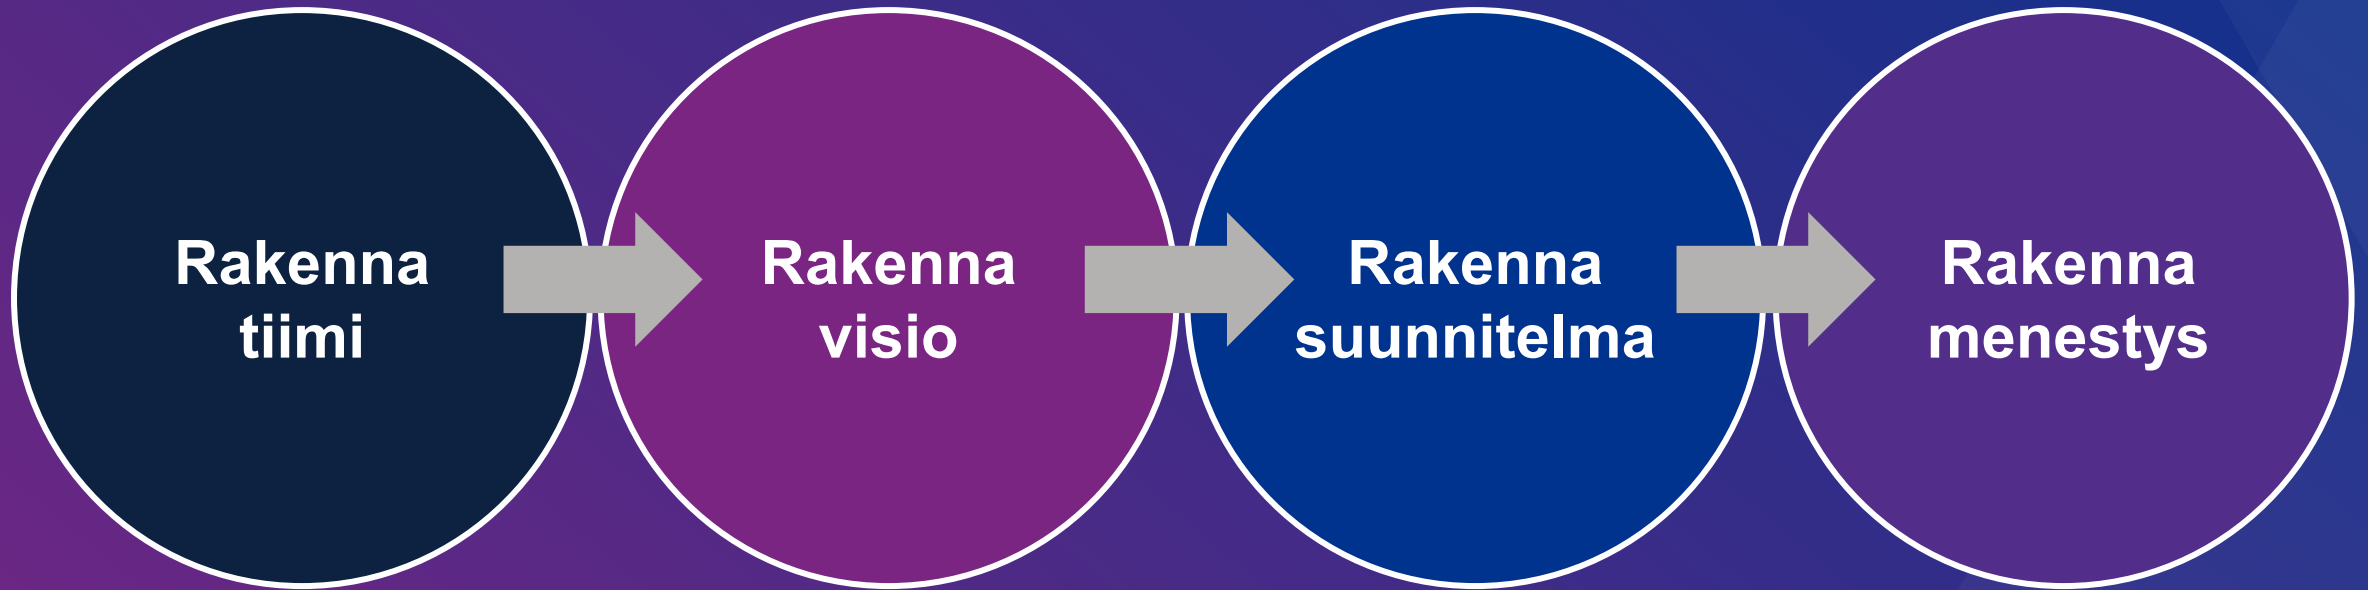 Rakenna
tiimi
Rakenna
visio
Rakenna
suunnitelma
Rakenna
menestys